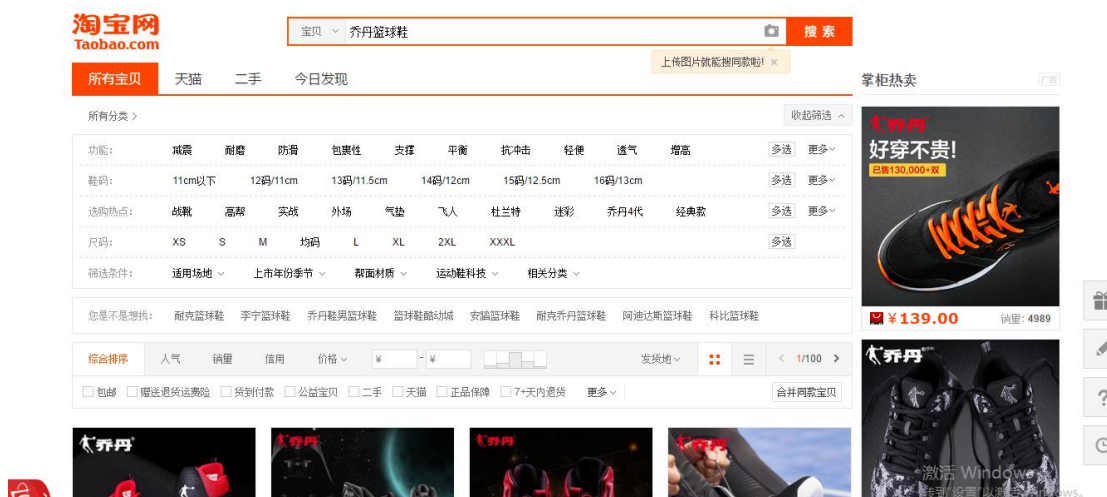 淘宝网
Taobao.com
宝贝 乔丹篮球鞋 搜 索
上传图片就能搜同款啦! ×
所有宝贝 天猫 二手 今日发现 掌柜热卖 广告
所有分类 > 收起筛选
功能: 减震 耐磨 防滑 包裹性 支撑 平衡 抗冲击 轻便 透气 增高 多选 更多
鞋码: 11cm以下 12码/11cm 13码/11.5cm 14码/12cm 15码/12.5cm 16码/13cm 多选 更多
选购热点: 战靴 高帮 实战 外场 气垫 飞人 杜兰特 迷彩 乔丹4代 经典款 多选 更多
尺码: XS S M 均码 L XL 2XL XXXL 多选
筛选条件: 适用场地 上市年份季节 帮面材质 运动鞋科技 相关分类
您是不是想找: 耐克篮球鞋 李宁篮球鞋 乔丹鞋男篮球鞋 篮球鞋酷动城 安踏篮球鞋 耐克乔丹篮球鞋 阿迪达斯篮球鞋 科比篮球鞋
综合排序 人气 销量 信用 价格 ¥ - ¥ 发货地 < 1/100 >
包邮 赠送退货运费险 货到付款 公益宝贝 二手 天猫 正品保障 7+天内退货 更多 合并同款宝贝
乔丹
好穿不贵!
已售130,000+双
¥139.00 销量: 4989
乔丹
乔丹
乔丹
乔丹
乔丹
激活 Windows